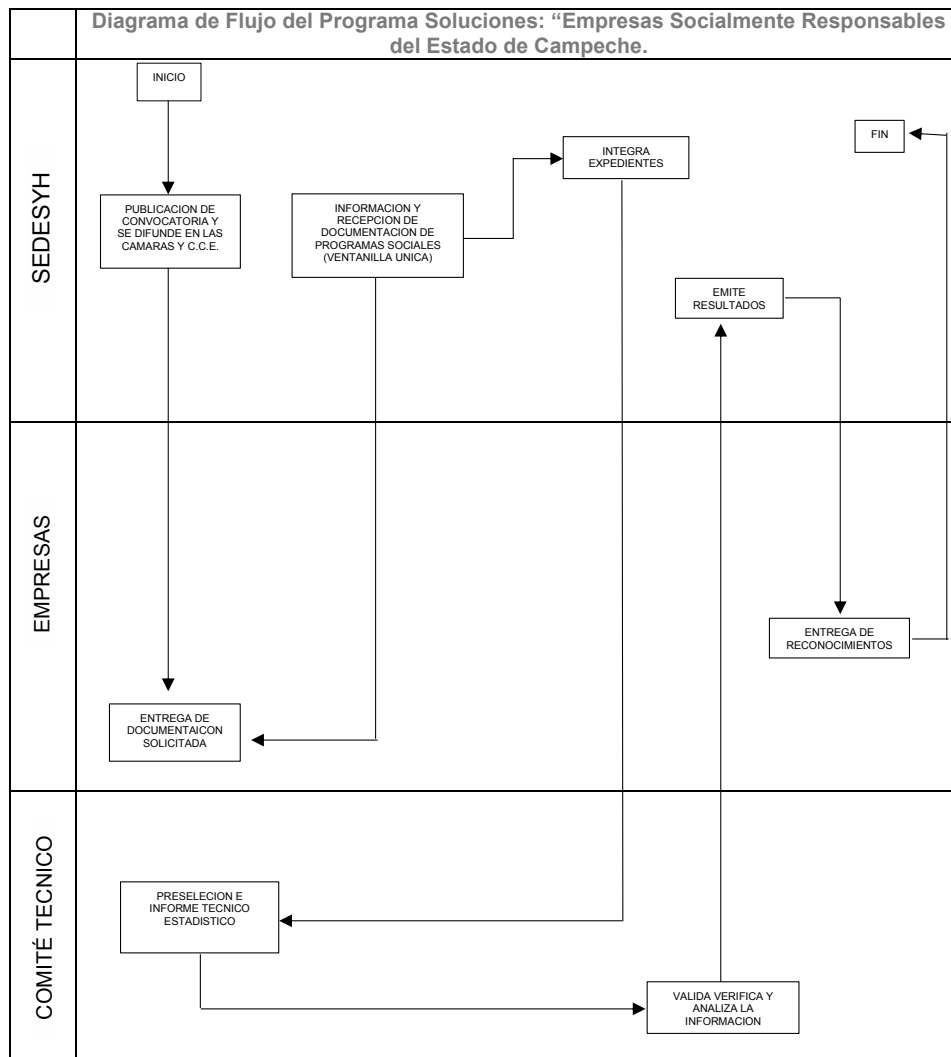 Diagrama de Flujo del Programa Soluciones: “Empresas Socialmente Responsables
del Estado de Campeche.
SEDESYH
INICIO
PUBLICACION DE
CONVOCATORIA Y
SE DIFUNDE EN LAS
CAMARAS Y C.C.E.
INFORMACION Y
RECEPCION DE
DOCUMENTACION DE
PROGRAMAS SOCIALES
(VENTANILLA UNICA)
INTEGRA
EXPEDIENTES
FIN
EMITE
RESULTADOS
EMPRESAS
ENTREGA DE
RECONOCIMIENTOS
ENTREGA DE
DOCUMENTAICON
SOLICITADA
COMITÉ TECNICO
PRESELECION E
INFORME TECNICO
ESTADISTICO
VALIDA VERIFICA Y
ANALIZA LA
INFORMACION